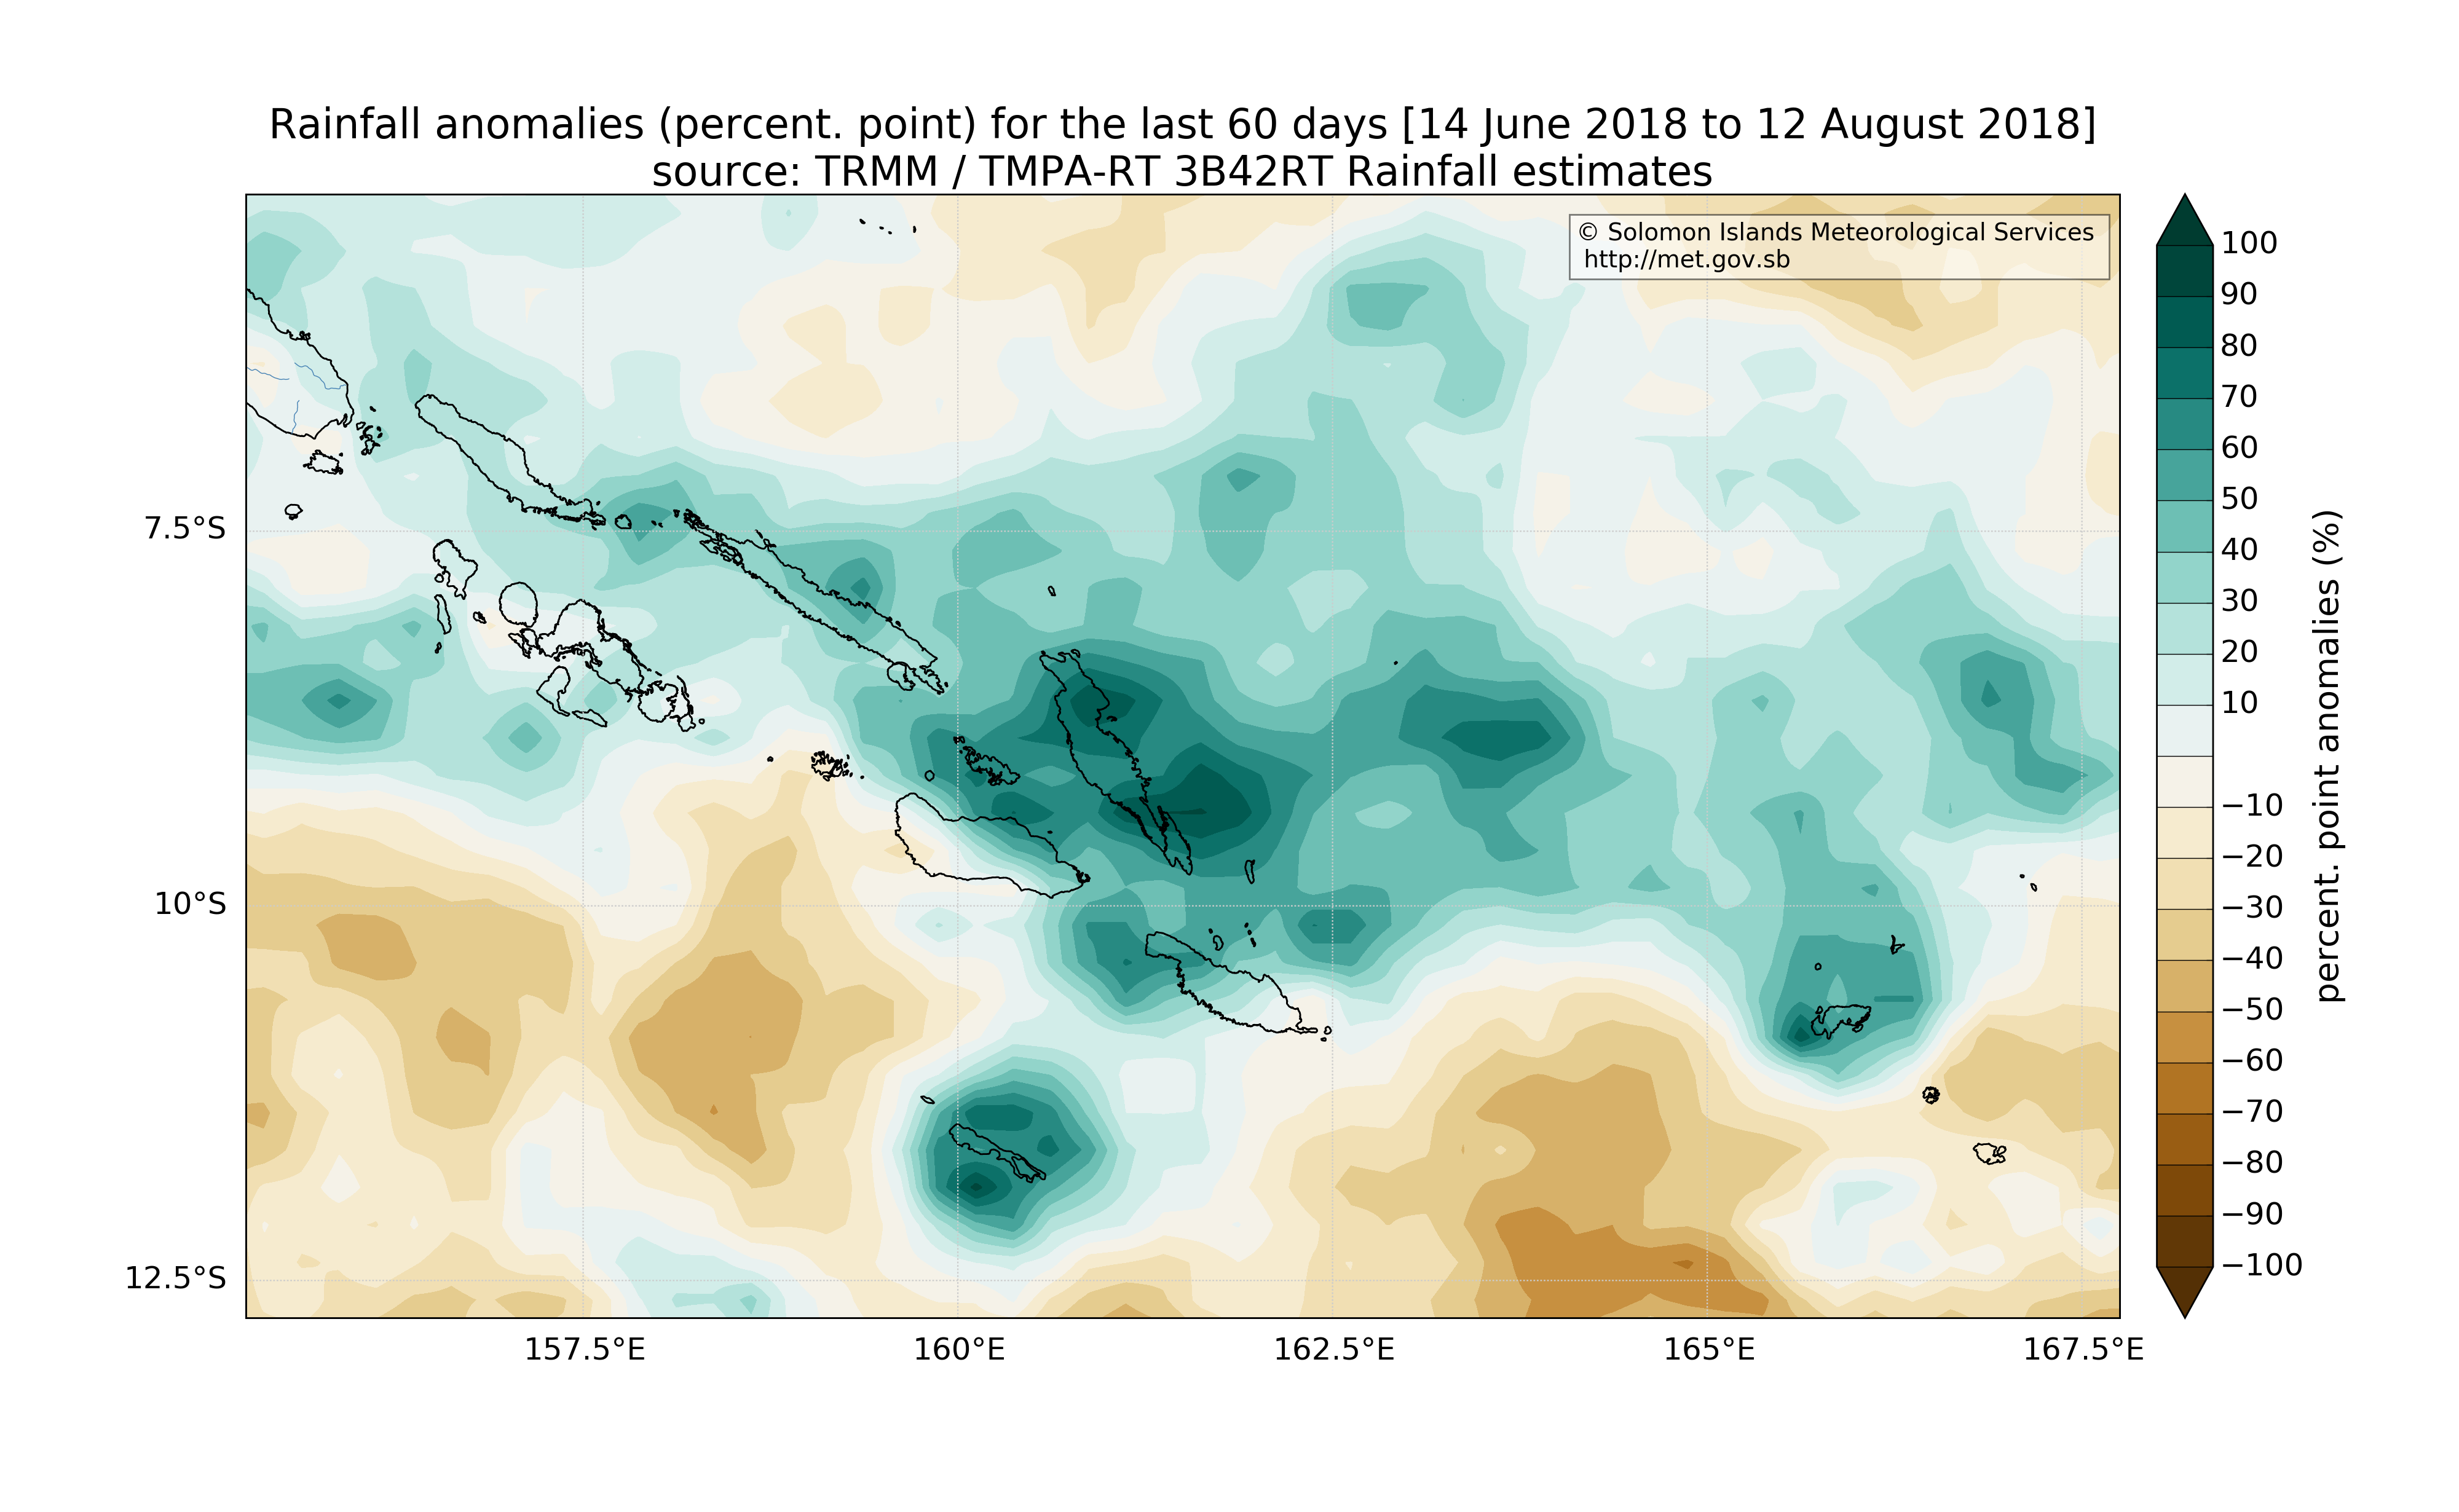 Rainfall anomalies (percent. point) for the last 60 days [14 June 2018 to 12 August 2018]
source: TRMM / TMPA-RT 3B42RT Rainfall estimates
© Solomon Islands Meteorological Services
http://met.gov.sb
7.5°S
10°S
12.5°S
157.5°E
160°E
162.5°E
165°E
167.5°E
100
90
80
70
60
50
40
30
20
10
−10
−20
−30
−40
−50
−60
−70
−80
−90
−100
percent. point anomalies (%)